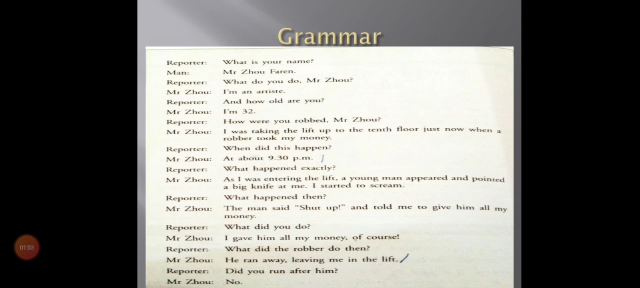 Grammar
Reporter: What is your name?
Man: Mr Zhou Faren.
Reporter: What do you do, Mr Zhou?
Mr Zhou: I'm an artiste.
Reporter: And how old are you?
Mr Zhou: I'm 32.
Reporter: How were you robbed, Mr Zhou?
Mr Zhou: I was taking the lift up to the tenth floor just now when a
robber took my money.
Reporter: When did this happen?
Mr Zhou: At about 9.30 p.m.
Reporter: What happened exactly?
Mr Zhou: As I was entering the lift, a young man appeared and pointed
a big knife at me. I started to scream.
Reporter: What happened then?
Mr Zhou: The man said “Shut up!” and told me to give him all my
money.
Reporter: What did you do?
Mr Zhou: I gave him all my money, of course!
Reporter: What did the robber do then?
Mr Zhou: He ran away, leaving me in the lift.
Reporter: Did you run after him?
Mr Zhou: No.